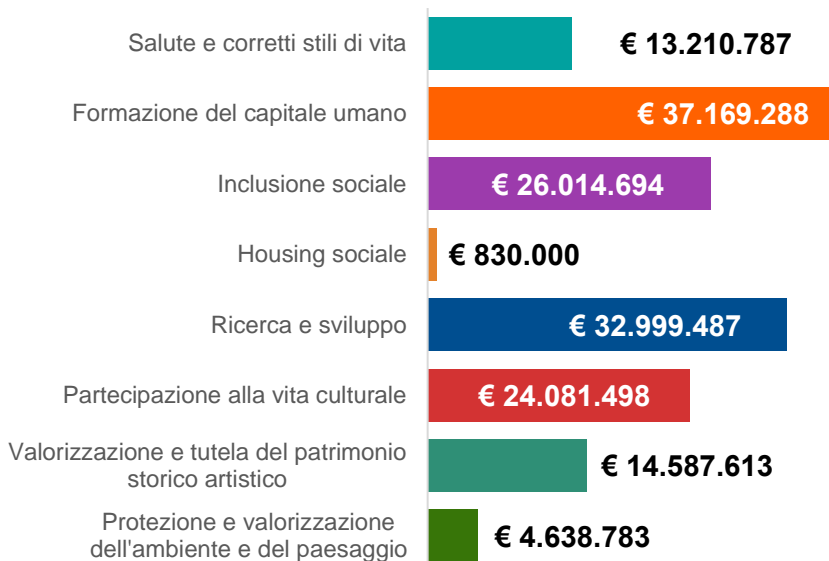 Salute e corretti stili di vita € 13.210.787
Formazione del capitale umano € 37.169.288
Inclusione sociale € 26.014.694
Housing sociale € 830.000
Ricerca e sviluppo € 32.999.487
Partecipazione alla vita culturale € 24.081.498
Valorizzazione e tutela del patrimonio
storico artistico € 14.587.613
Protezione e valorizzazione
dell'ambiente e del paesaggio € 4.638.783